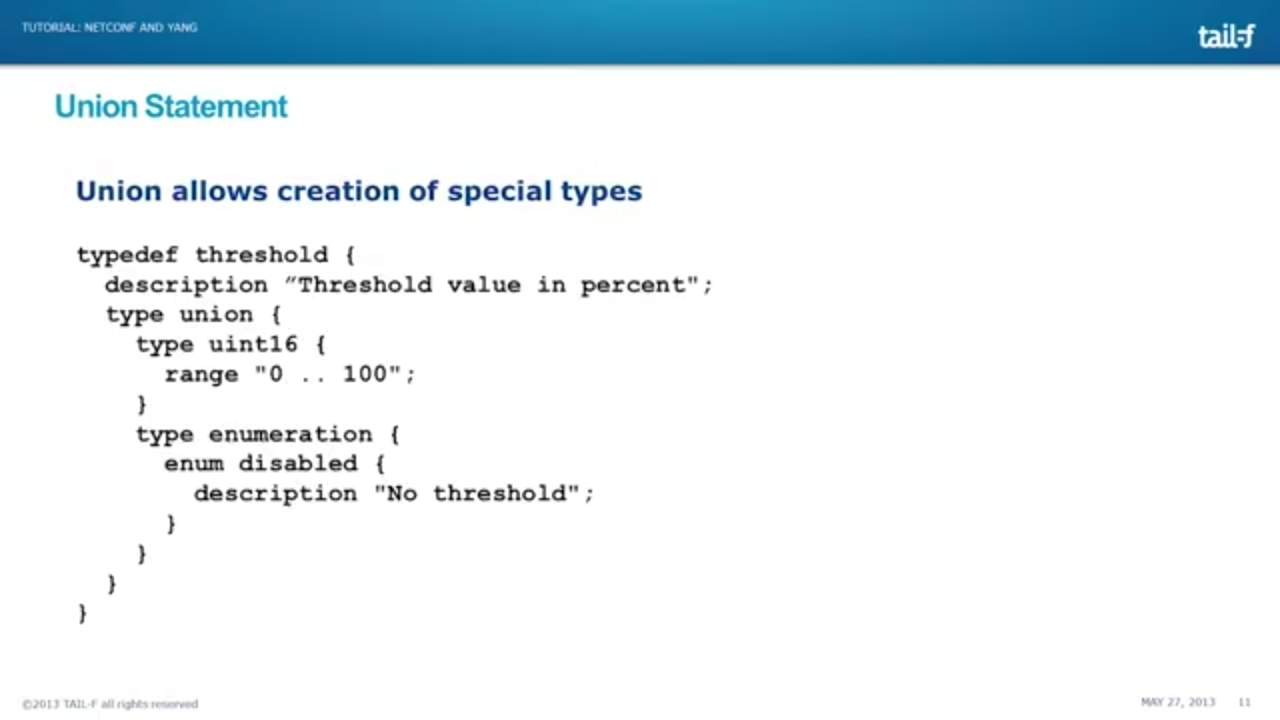 TUTORIAL: NETCONF AND YANG
tail-f
Union Statement
Union allows creation of special types
typedef threshold {
  description ”Threshold value in percent";
  type union {
    type uint16 {
      range "0 .. 100";
    }
    type enumeration {
      enum disabled {
        description "No threshold";
      }
    }
  }
}
©2013 TAIL-F all rights reserved
MAY 27, 2013 11